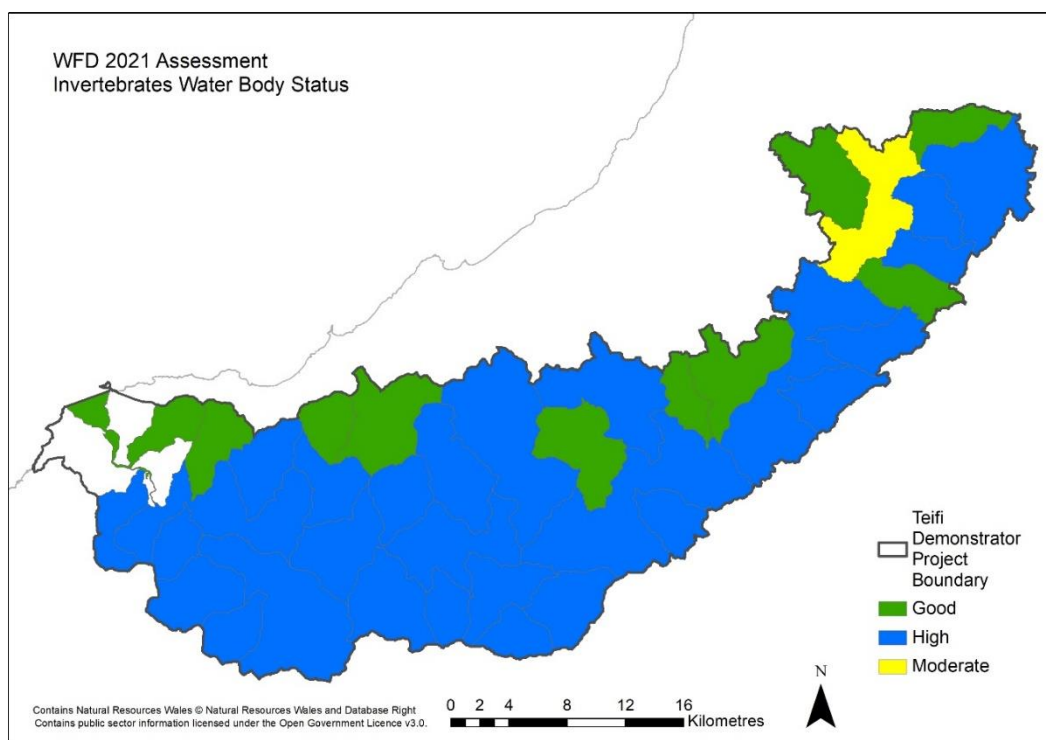 WFD 2021 Assessment
Invertebrates Water Body Status
Teifi
Demonstrator
Project
Boundary
Good
High
Moderate
N
Contains Natural Resources Wales © Natural Resources Wales and Database Right
Contains public sector information licensed under the Open Government Licence v3.0.
0 2 4 8 12 16
Kilometres